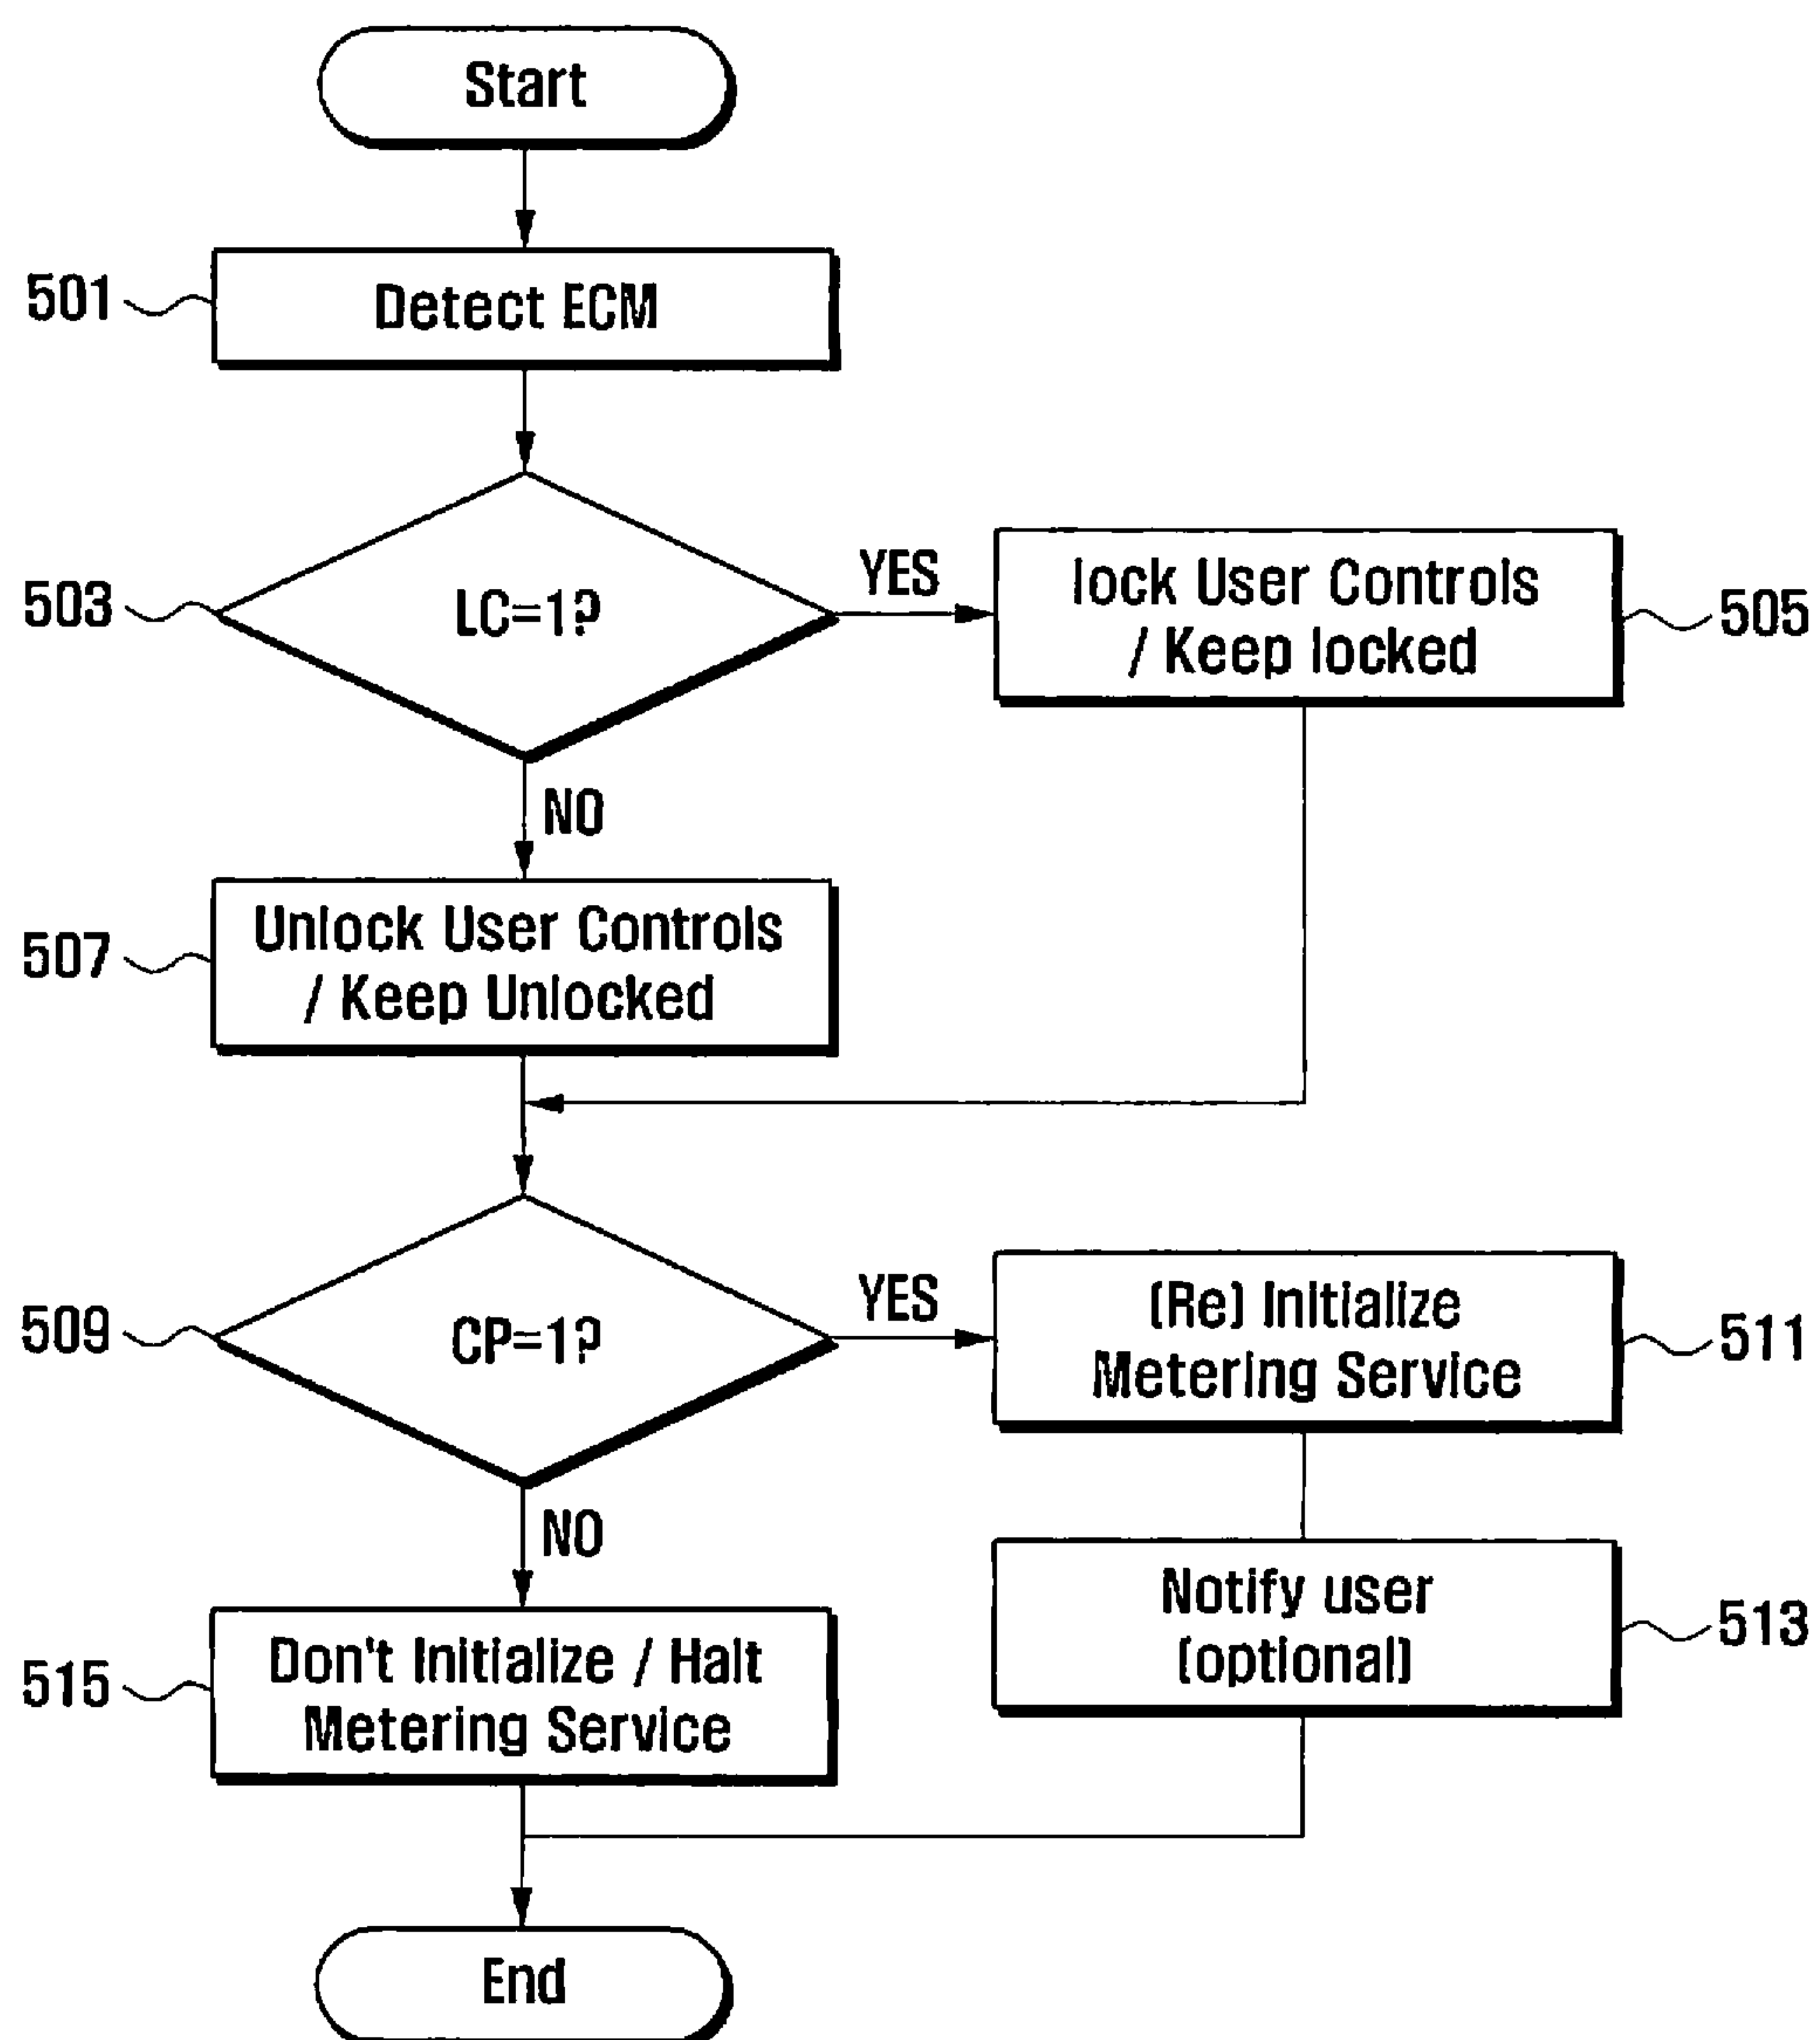 Start
501
Detect ECM
503
LC=1?
YES
lock User Controls
/ Keep locked
505
NO
507
Unlock User Controls
/ Keep Unlocked
509
CP=1?
YES
(Re) Initialize
Metering Service
511
NO
Notify user
(optional)
513
515
Don't Initialize / Halt
Metering Service
End